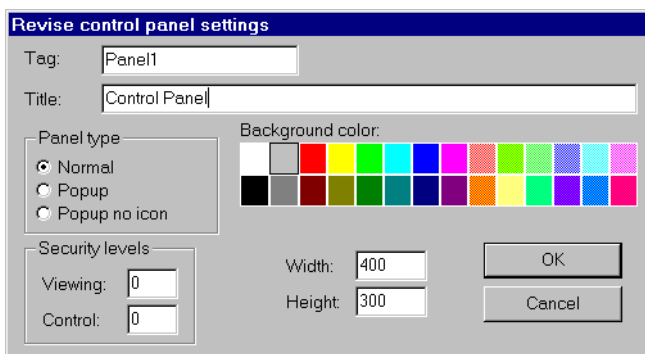 Revise control panel settings
Tag: Panel1
Title: Control Panel
Panel type
Normal
Popup
Popup no icon
Background color:
Security levels
Viewing: 0
Control: 0
Width: 400
Height: 300
OK
Cancel